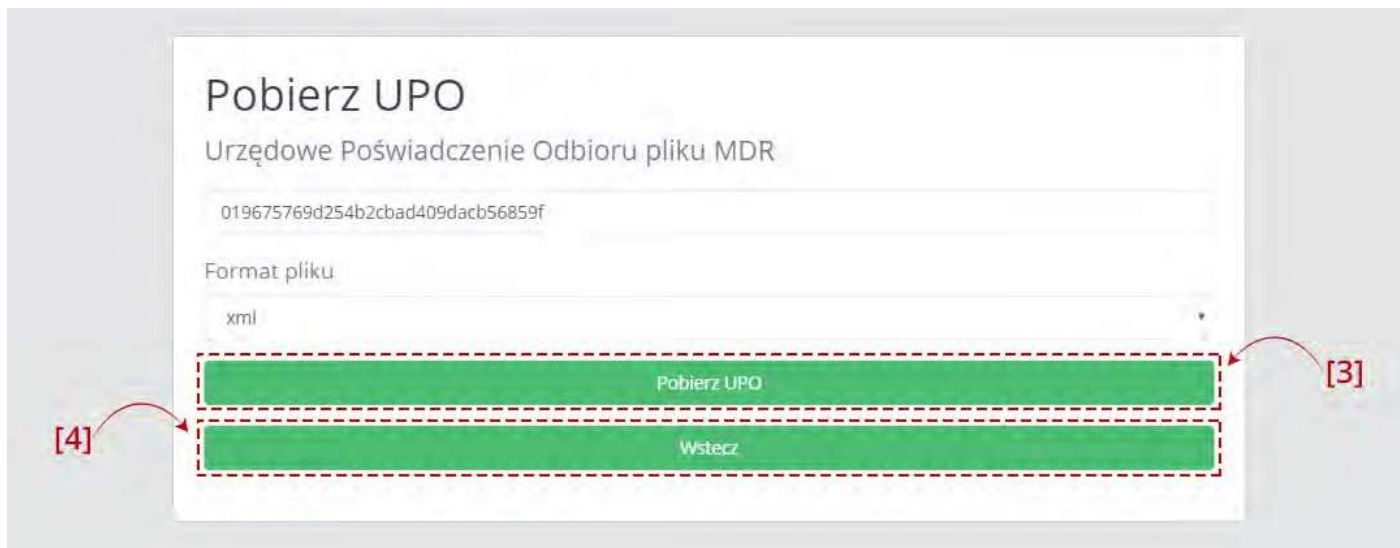 Pobierz UPO
Urzędowe Poświadczenie Odbioru pliku MDR
019675769d254b2cbad409dacb56859f
Format pliku
xml
Pobierz UPO
[3]
[4]
Wstecz